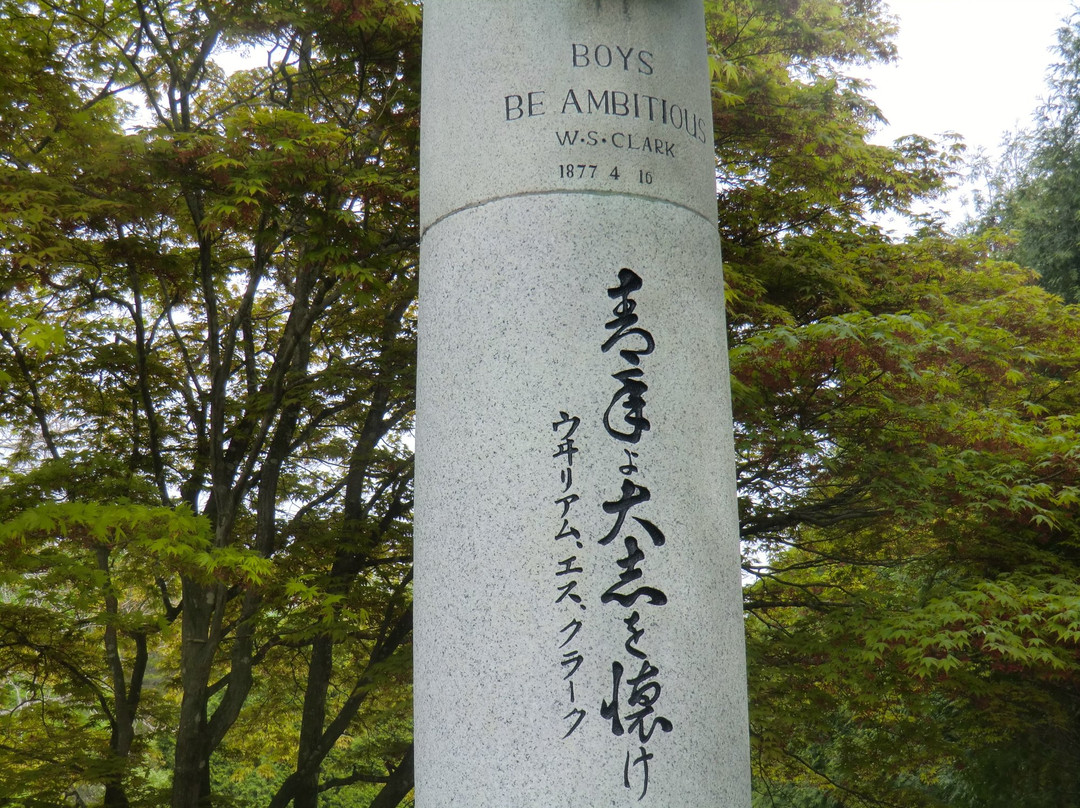 BOYS
BE AMBITIOUS
W・S・CLARK
1877 4 16
青年よ大志を懐け
ウヰリアム、エス、クラーク